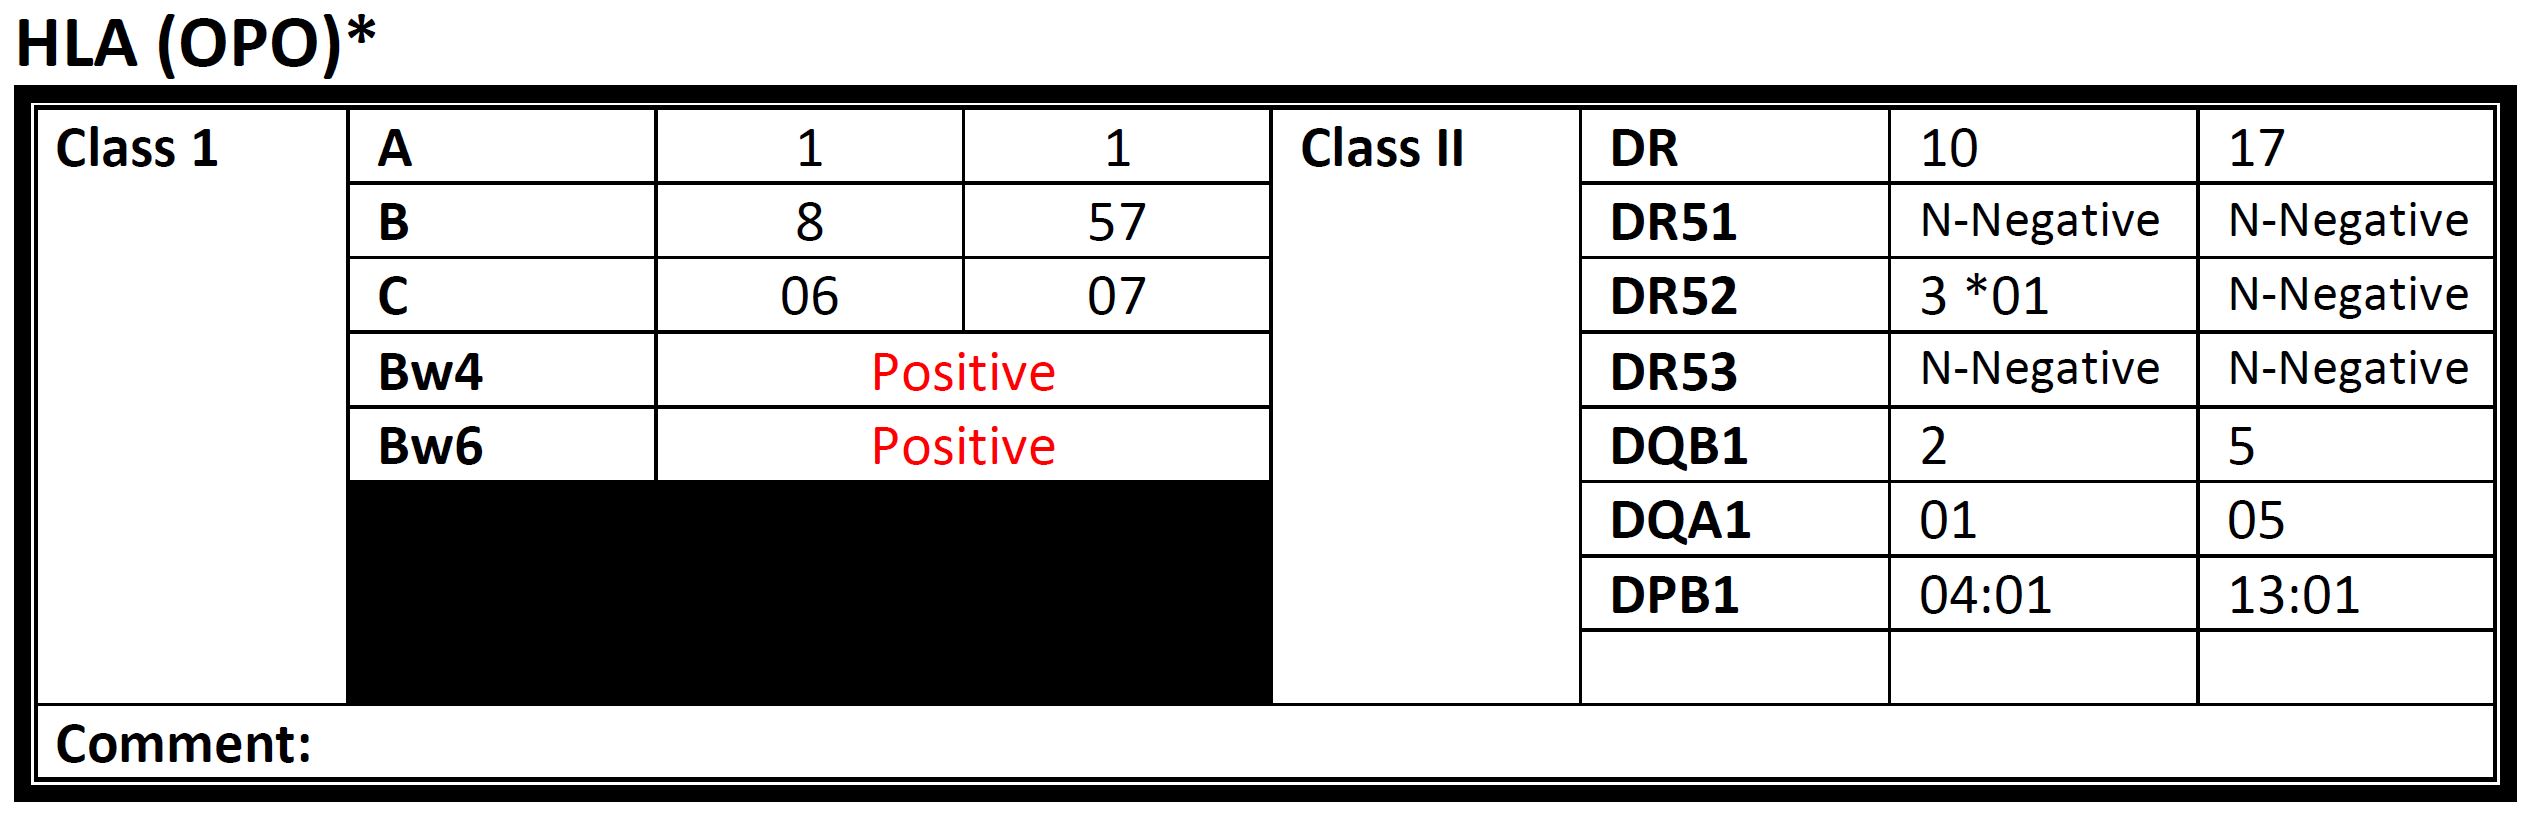 HLA (OPO)*
Class 1 A 1 1 Class II DR 10 17
B 8 57 DR51 N-Negative N-Negative
C 06 07 DR52 3 *01 N-Negative
Bw4 Positive DR53 N-Negative N-Negative
Bw6 Positive DQB1 2 5
DQA1 01 05
DPB1 04:01 13:01
Comment: